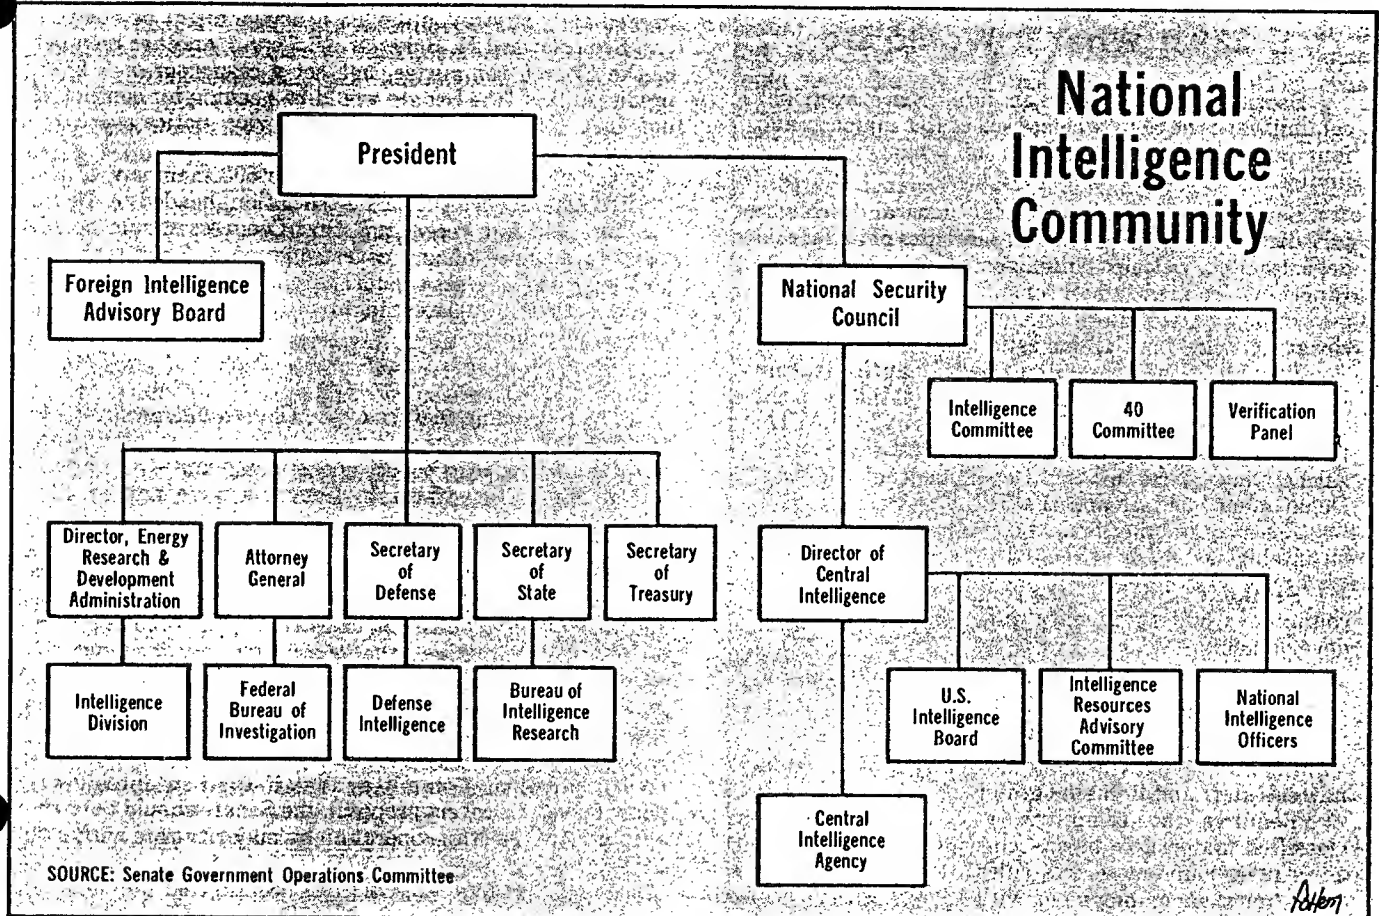 National
Intelligence
Community
President
Foreign Intelligence
Advisory Board
National Security
Council
Intelligence
Committee
40
Committee
Verification
Panel
Director, Energy
Research &
Development
Administration
Attorney
General
Secretary
of
Defense
Secretary
of
State
Secretary
of
Treasury
Director of
Central
Intelligence
Intelligence
Division
Federal
Bureau of
Investigation
Defense
Intelligence
Bureau of
Intelligence
Research
U.S.
Intelligence
Board
Intelligence
Resources
Advisory
Committee
National
Intelligence
Officers
Central
Intelligence
Agency
SOURCE: Senate Government Operations Committee